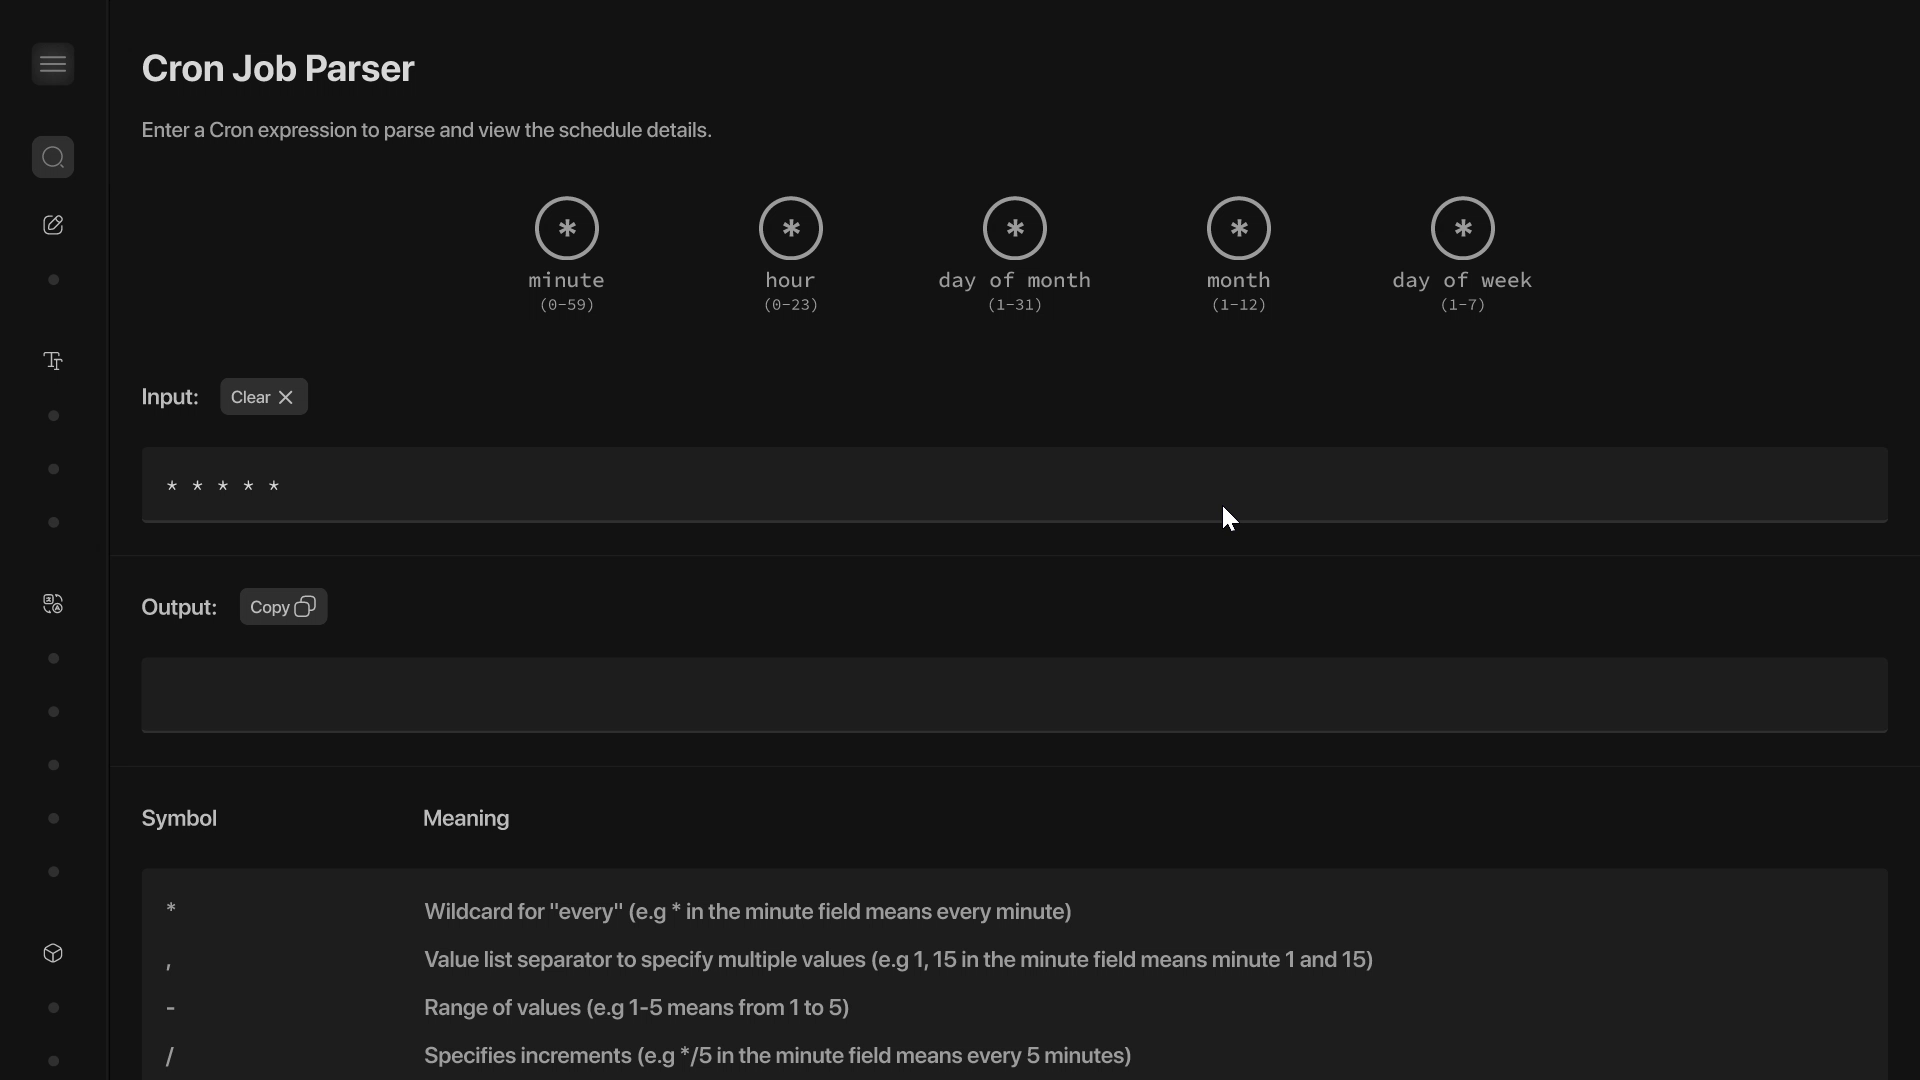 Cron Job Parser
Enter a Cron expression to parse and view the schedule details.
* * * * *
minute hour day of month month day of week
(0-59) (0-23) (1-31) (1-12) (1-7)
Input: Clear
* * * * *
Output: Copy
Symbol Meaning
* Wildcard for "every" (e.g * in the minute field means every minute)
, Value list separator to specify multiple values (e.g 1, 15 in the minute field means minute 1 and 15)
- Range of values (e.g 1-5 means from 1 to 5)
/ Specifies increments (e.g */5 in the minute field means every 5 minutes)